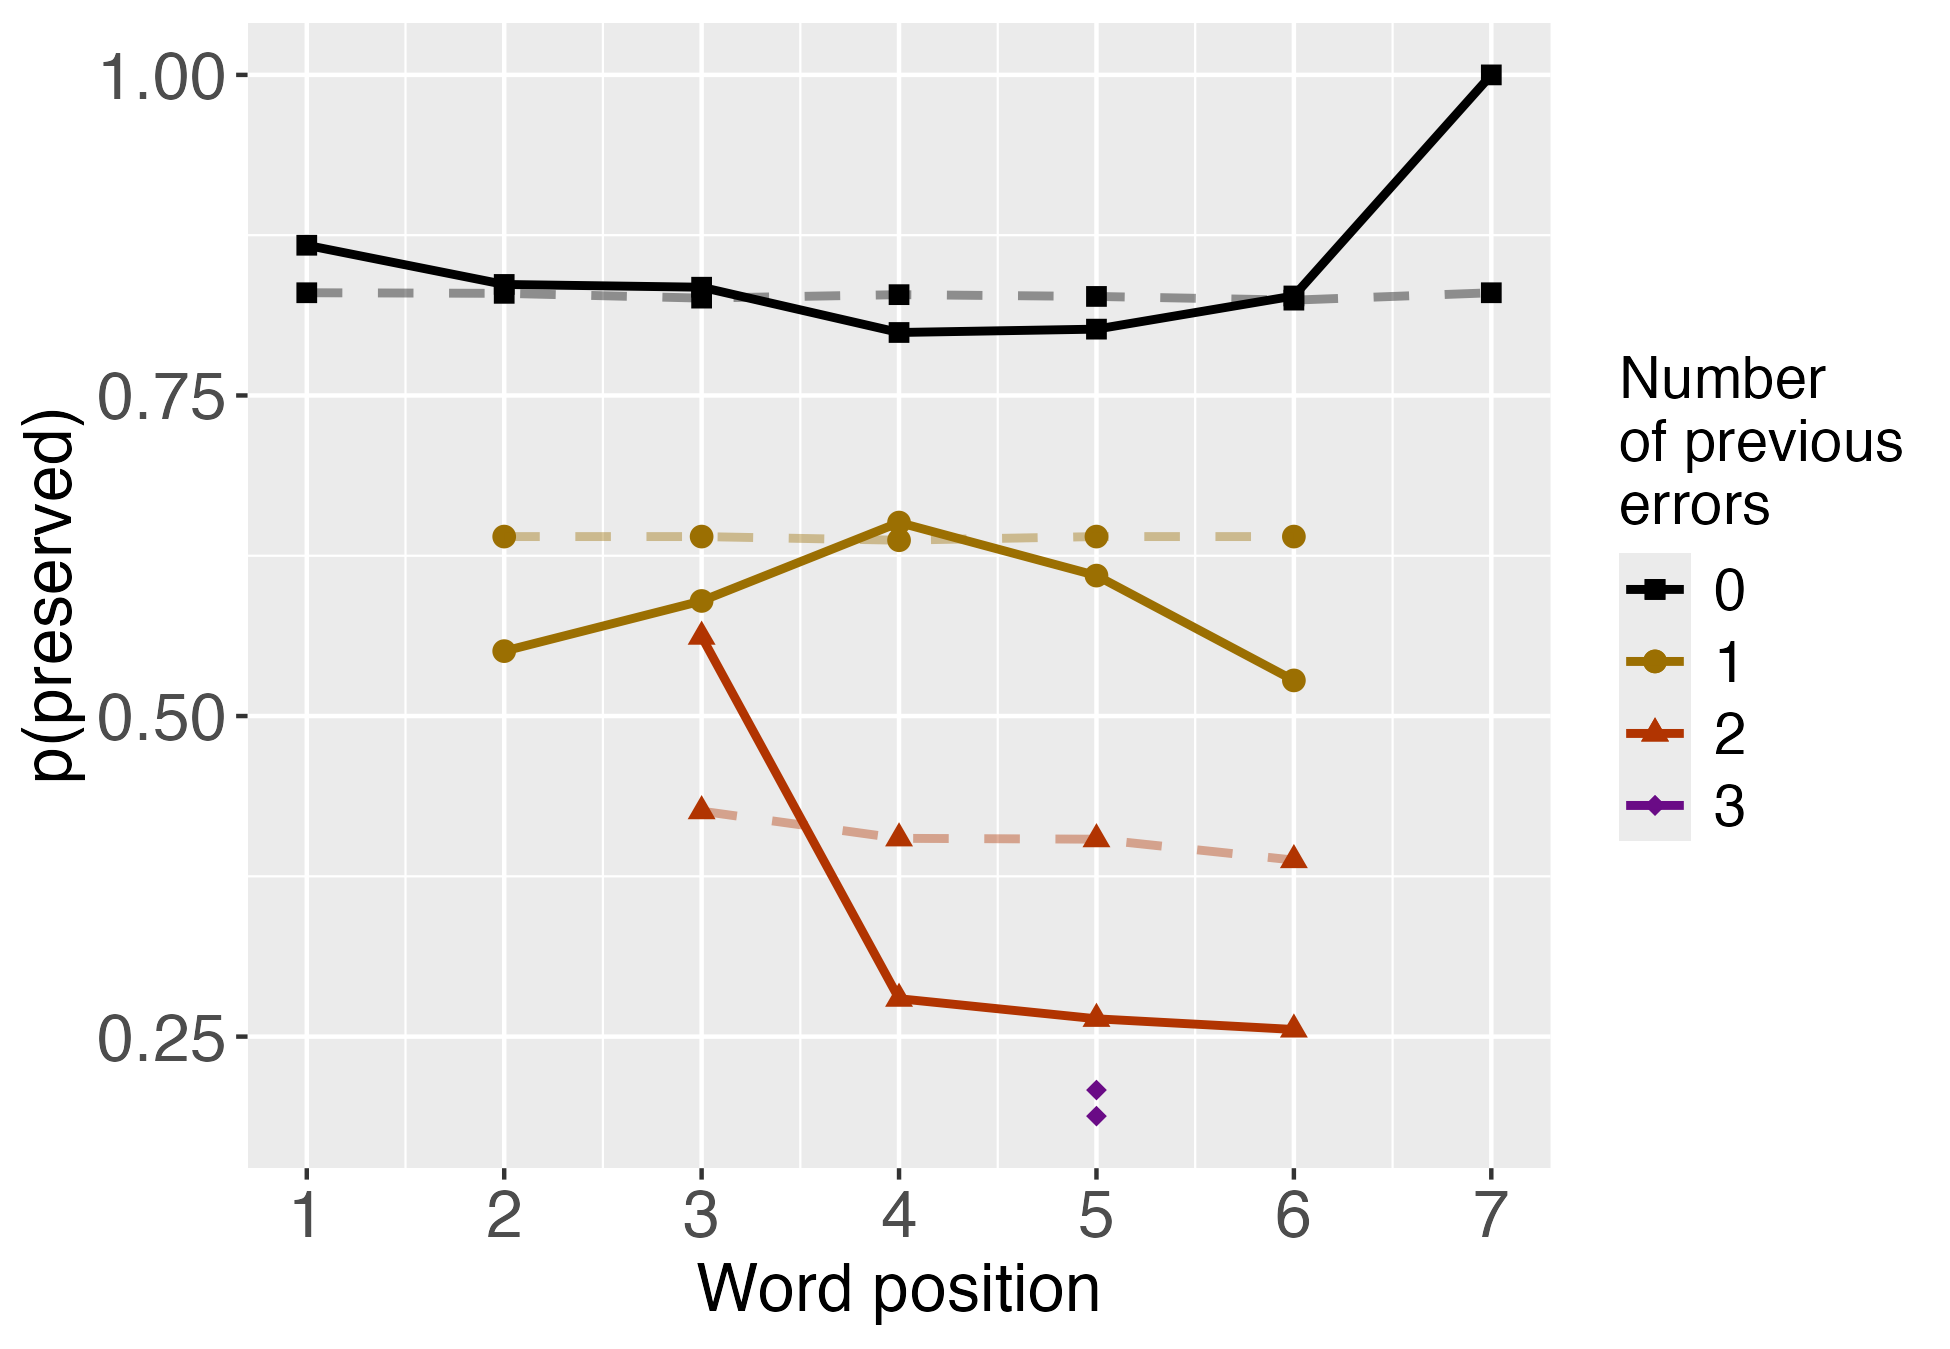 1.00
0.75
0.50
0.25
p(preserved)
1 2 3 4 5 6 7
Word position
Number
of previous
errors
0
1
2
3